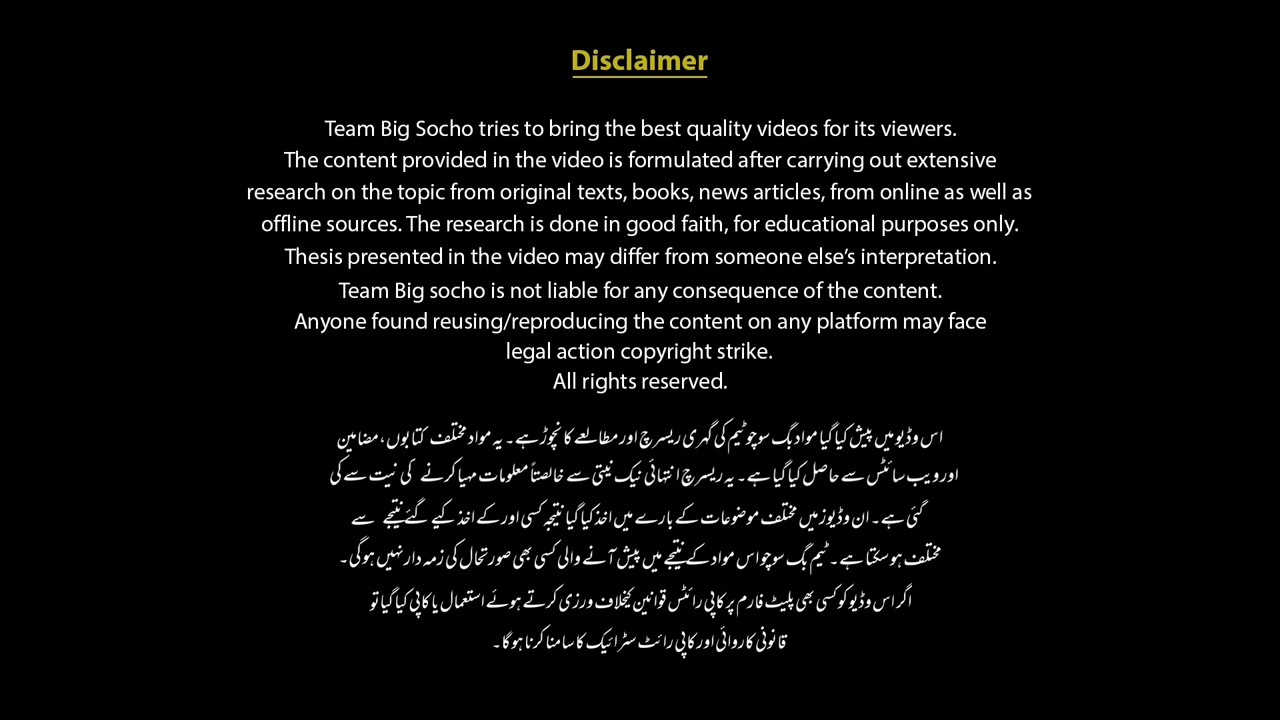 Disclaimer
Team Big Socho tries to bring the best quality videos for its viewers.
The content provided in the video is formulated after carrying out extensive
research on the topic from original texts, books, news articles, from online as well as
offline sources. The research is done in good faith, for educational purposes only.
Thesis presented in the video may differ from someone else’s interpretation.
Team Big socho is not liable for any consequence of the content.
Anyone found reusing/reproducing the content on any platform may face
legal action copyright strike.
All rights reserved.
اس وڈیو میں پیش کیا گیا مواد بگ سوچو ٹیم کی گہری ریسرچ اور مطالعے کا نچوڑ ہے۔ یہ مواد مختلف کتابوں، مضامین
اور ویب سائٹس سے حاصل کیا گیا ہے۔ یہ ریسرچ انتہائی نیک نیتی سے خالصتاً معلومات مہیا کرنے کی نیت سے کی
گئی ہے۔ ان وڈیوز میں مختلف موضوعات کے بارے میں اخذ کیا گیا نتیجہ کسی اور کے اخذ کیے گئے نتیجے سے
مختلف ہو سکتا ہے۔ ٹیم بگ سوچو اس مواد کے نتیجے میں پیش آنے والی کسی بھی صورتحال کی زمہ دار نہیں ہوگی۔
اگر اس وڈیو کو کسی بھی پلیٹ فارم پر کاپی رائٹس قوانین کیخلاف ورزی کرتے ہوئے استعمال یا کاپی کیا گیا تو
قانونی کاروائی اور کاپی رائٹ سٹرائیک کا سامنا کرنا ہو گا۔